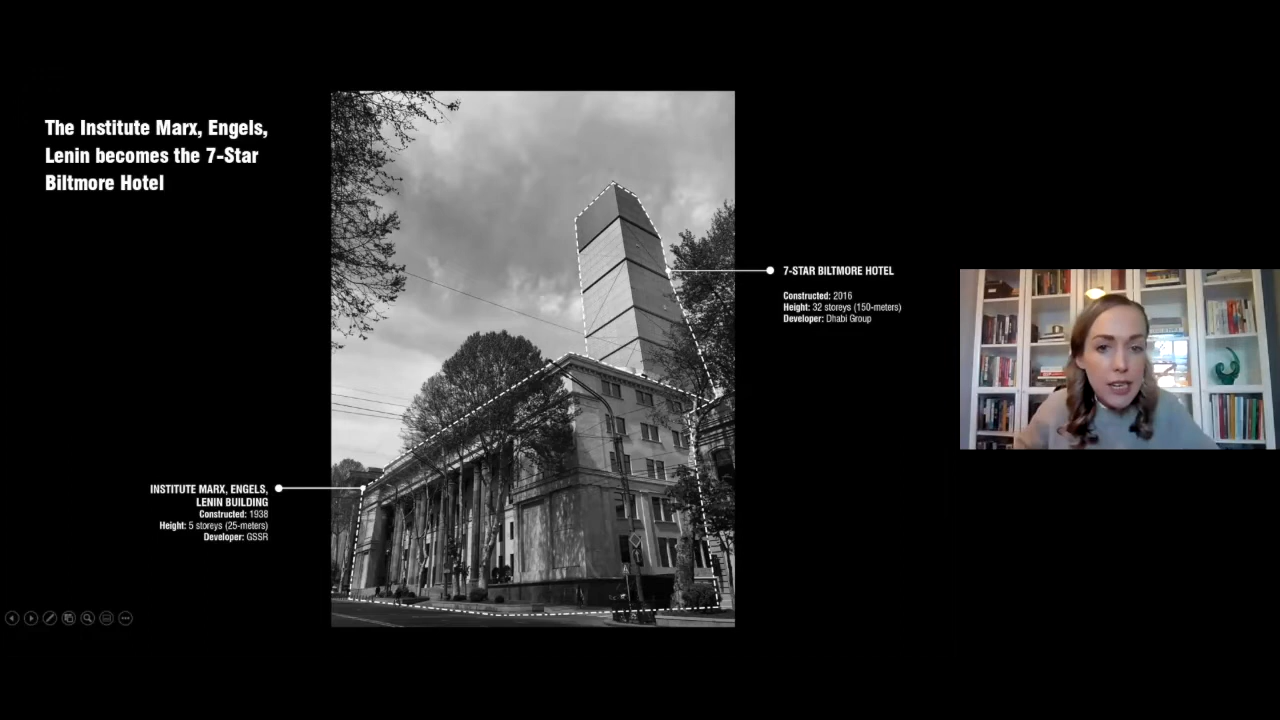 The Institute Marx, Engels,
Lenin becomes the 7-Star
Biltmore Hotel
7-STAR BILTMORE HOTEL
Constructed: 2016
Height: 32 storeys (150-meters)
Developer: Dhabi Group
INSTITUTE MARX, ENGELS,
LENIN BUILDING
Constructed: 1938
Height: 5 storeys (25-meters)
Developer: GSSR